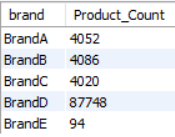 brand Product_Count
BrandA 4052
BrandB 4086
BrandC 4020
BrandD 87748
BrandE 94